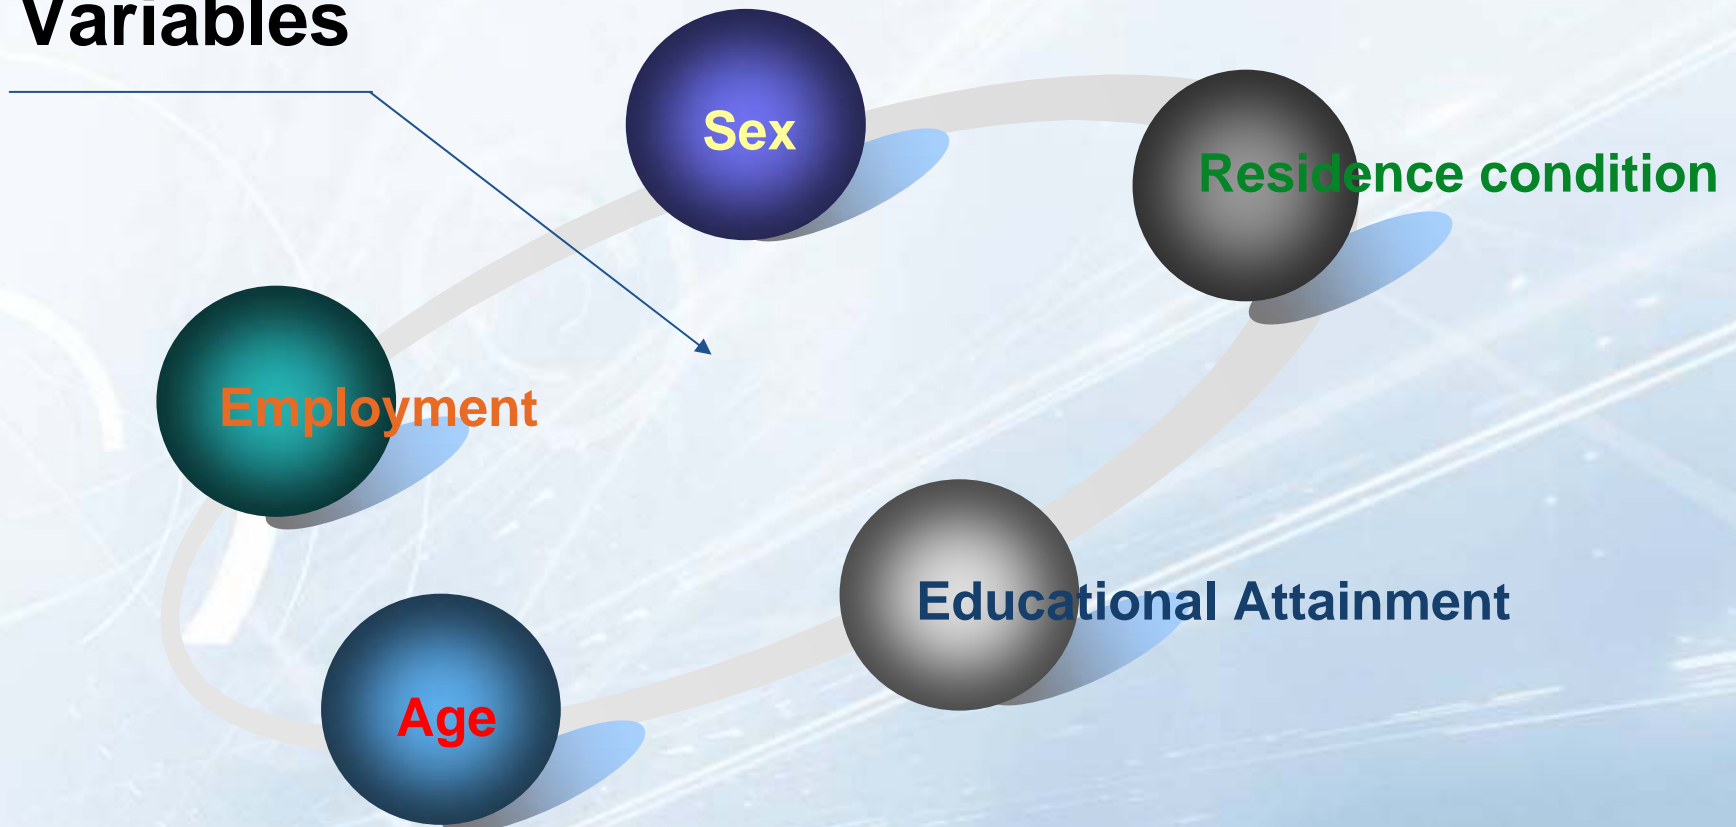 Variables
Sex
Residence condition
Employment
Educational Attainment
Age